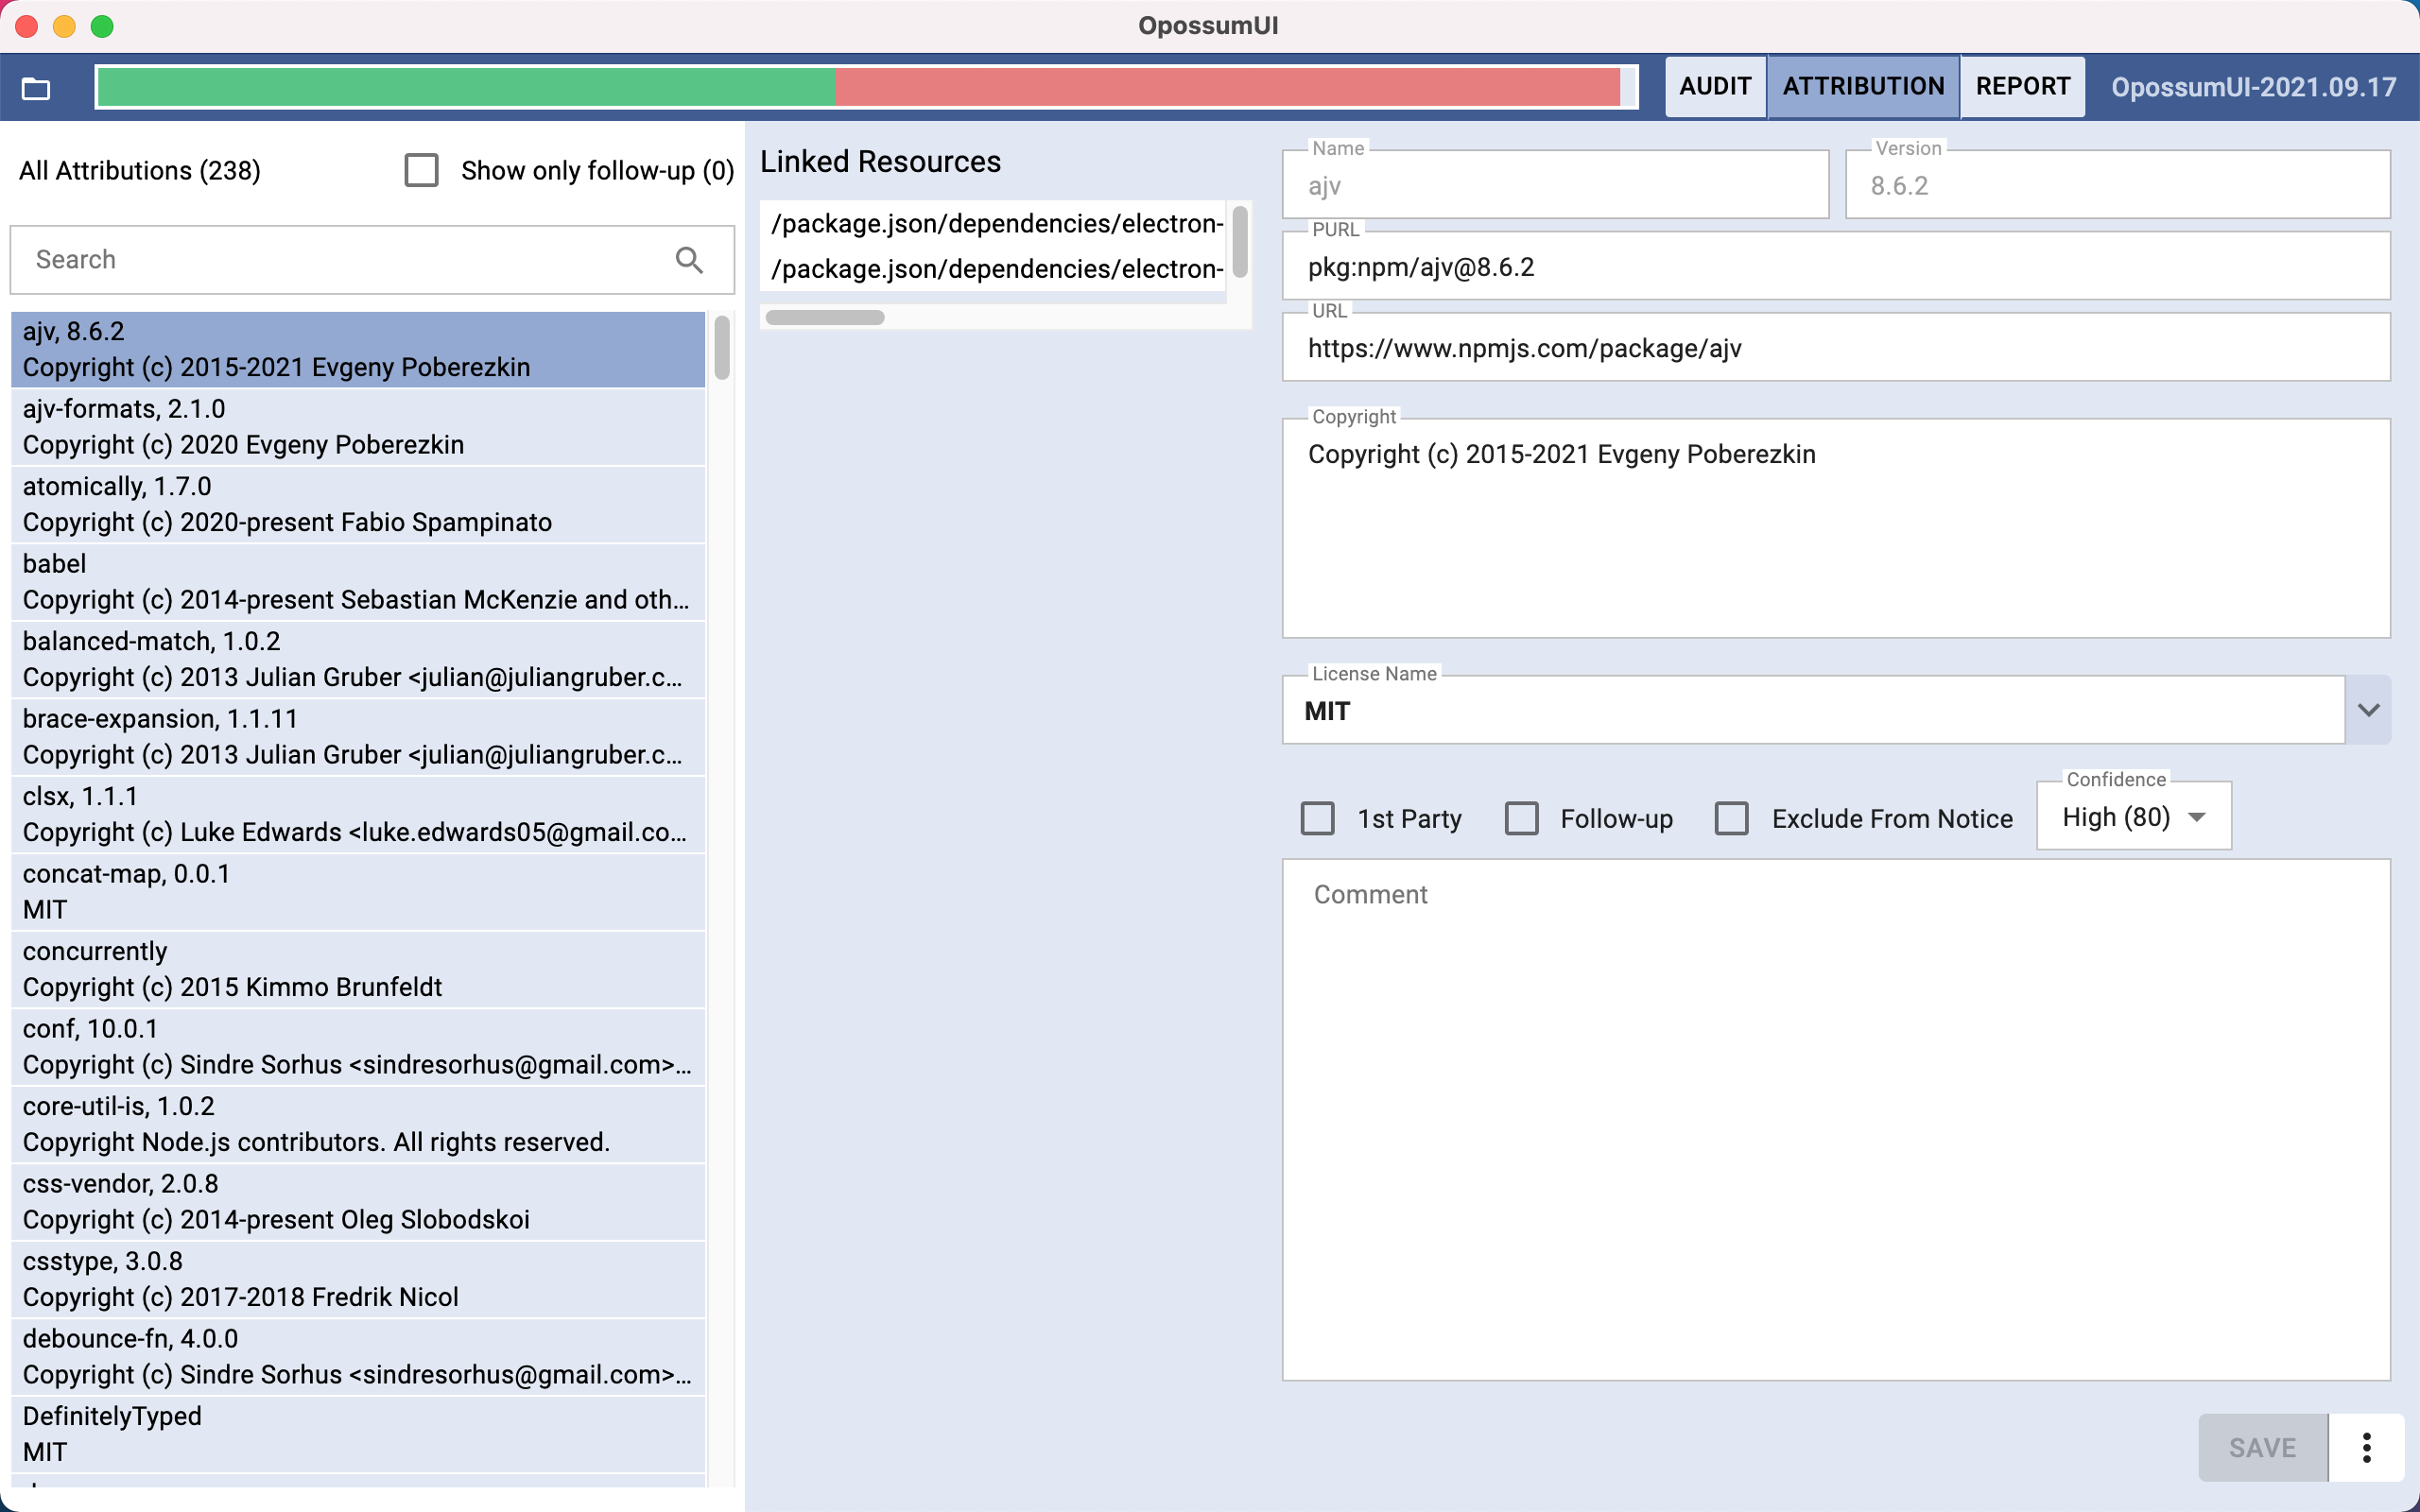 OpossumUI
AUDIT
ATTRIBUTION
REPORT
OpossumUI-2021.09.17
All Attributions (238)
Show only follow-up (0)
Search
ajv, 8.6.2
Copyright (c) 2015-2021 Evgeny Poberezkin
ajv-formats, 2.1.0
Copyright (c) 2020 Evgeny Poberezkin
atomically, 1.7.0
Copyright (c) 2020-present Fabio Spampinato
babel
Copyright (c) 2014-present Sebastian McKenzie and oth...
balanced-match, 1.0.2
Copyright (c) 2013 Julian Gruber <julian@juliangruber.c...
brace-expansion, 1.1.11
Copyright (c) 2013 Julian Gruber <julian@juliangruber.c...
clsx, 1.1.1
Copyright (c) Luke Edwards <luke.edwards05@gmail.co...
concat-map, 0.0.1
MIT
concurrently
Copyright (c) 2015 Kimmo Brunfeldt
conf, 10.0.1
Copyright (c) Sindre Sorhus <sindresorhus@gmail.com>...
core-util-is, 1.0.2
Copyright Node.js contributors. All rights reserved.
css-vendor, 2.0.8
Copyright (c) 2014-present Oleg Slobodskoi
csstype, 3.0.8
Copyright (c) 2017-2018 Fredrik Nicol
debounce-fn, 4.0.0
Copyright (c) Sindre Sorhus <sindresorhus@gmail.com>...
DefinitelyTyped
MIT
Linked Resources
/package.json/dependencies/electron-
/package.json/dependencies/electron-
Name
ajv
Version
8.6.2
PURL
pkg:npm/ajv@8.6.2
URL
https://www.npmjs.com/package/ajv
Copyright
Copyright (c) 2015-2021 Evgeny Poberezkin
License Name
MIT
1st Party
Follow-up
Exclude From Notice
Confidence
High (80)
Comment
SAVE